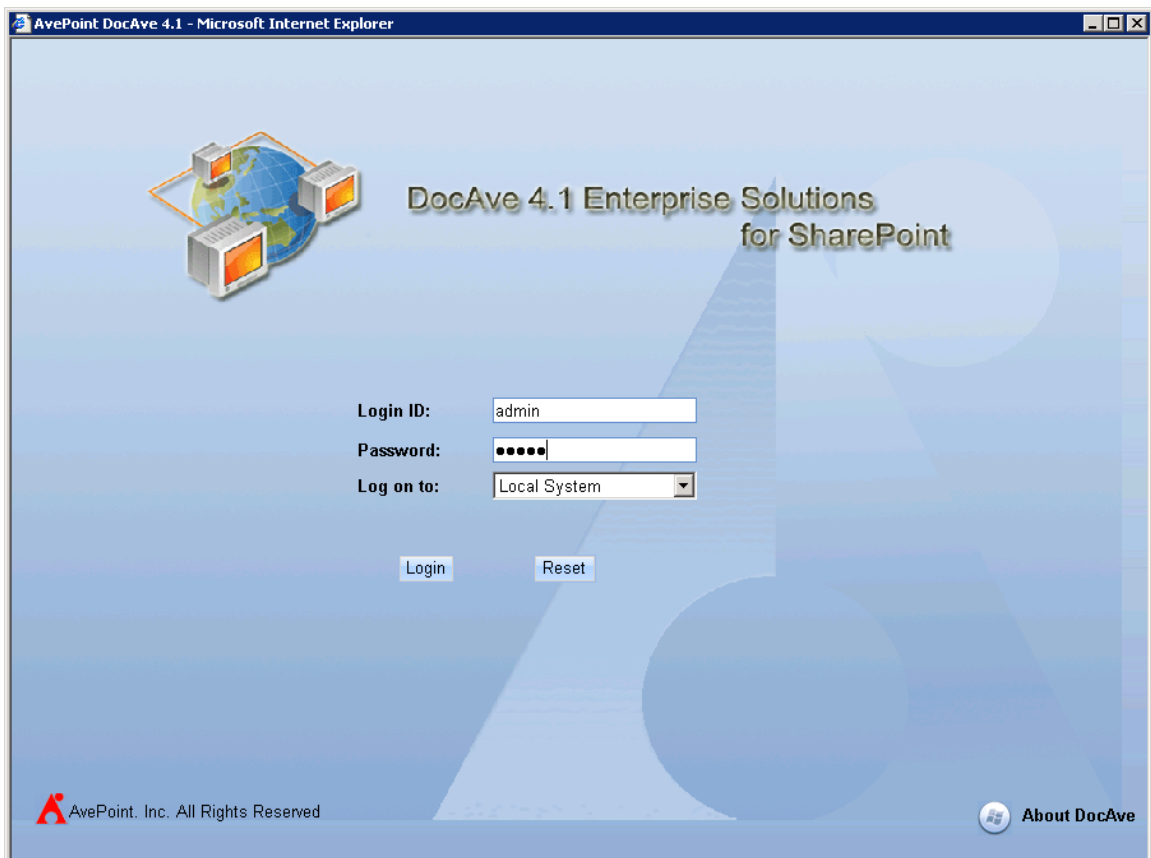 AvePoint DocAve 4.1 - Microsoft Internet Explorer
DocAve 4.1 Enterprise Solutions
for SharePoint
Login ID: admin
Password: •••••
Log on to: Local System
Login Reset
AvePoint. Inc. All Rights Reserved
About DocAve